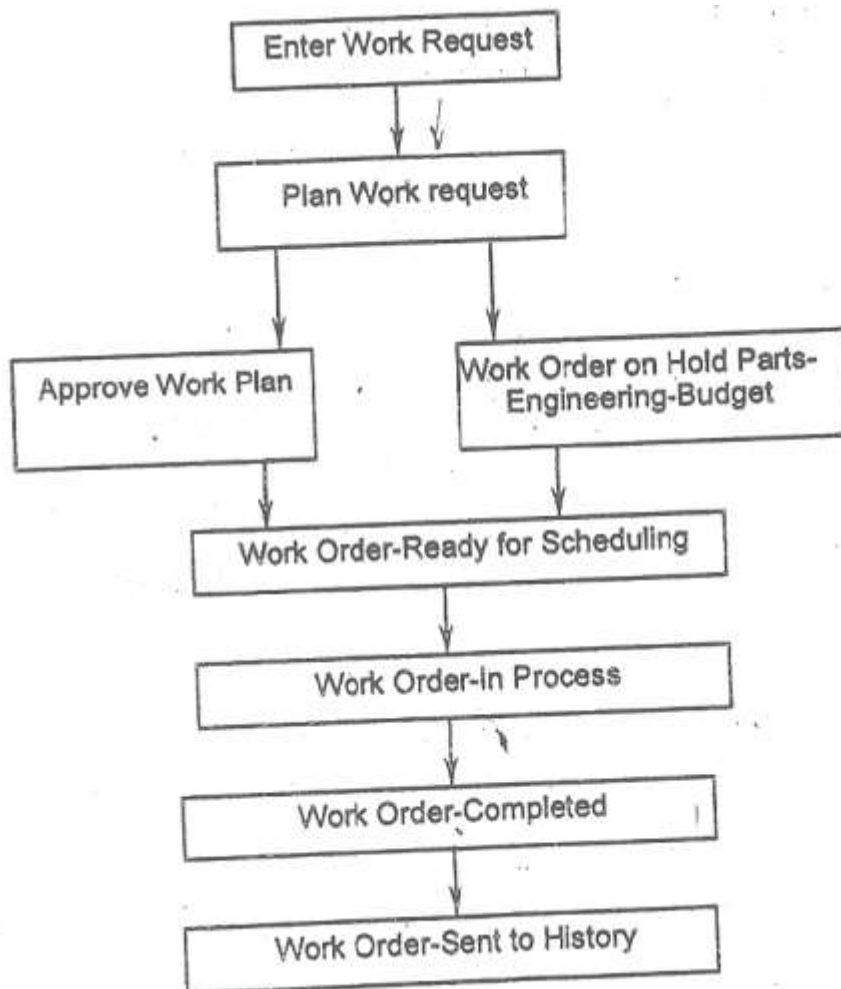 Enter Work Request
Plan Work request
Approve Work Plan
Work Order on Hold Parts-
Engineering-Budget
Work Order-Ready for Scheduling
Work Order-In Process
Work Order-Completed
Work Order-Sent to History